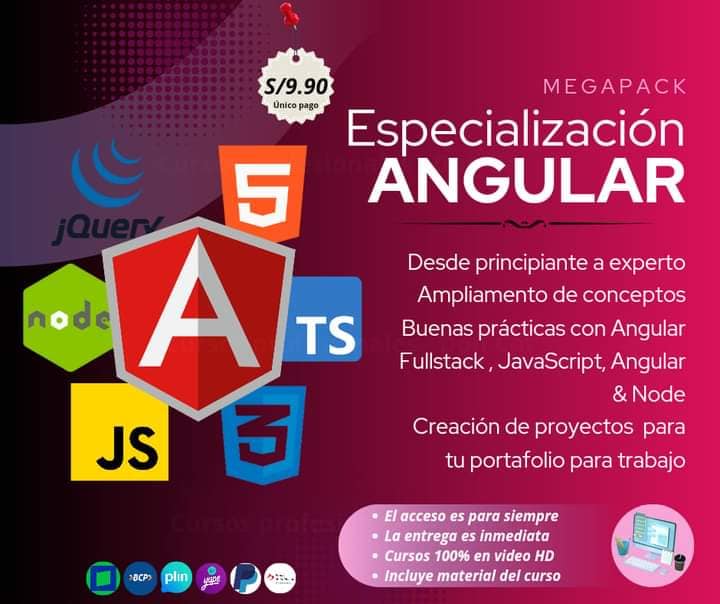 S/9.90
Único pago
MEGAPACK
Especialización
ANGULAR
jQuery
5
node
A
TS
JS
3
Desde principiante a experto
Ampliamento de conceptos
Buenas prácticas con Angular
Fullstack , JavaScript, Angular
& Node
Creación de proyectos para
tu portafolio para trabajo
El acceso es para siempre
La entrega es inmediata
Cursos 100% en video HD
Incluye material del curso
BCP
plin
yape